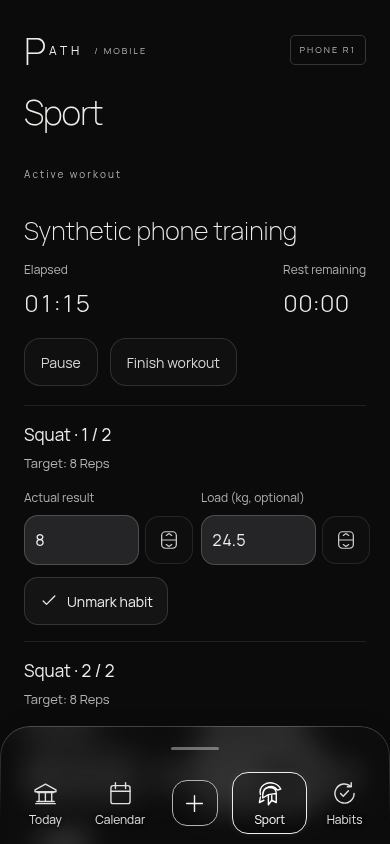 PATH / MOBILE
PHONE R1
Sport
Active workout
Synthetic phone training
Elapsed
Rest remaining
01:15
00:00
Pause
Finish workout
Squat · 1 / 2
Target: 8 Reps
Actual result
Load (kg, optional)
8
24.5
Unmark habit
Squat · 2 / 2
Target: 8 Reps
Today
Calendar
Sport
Habits